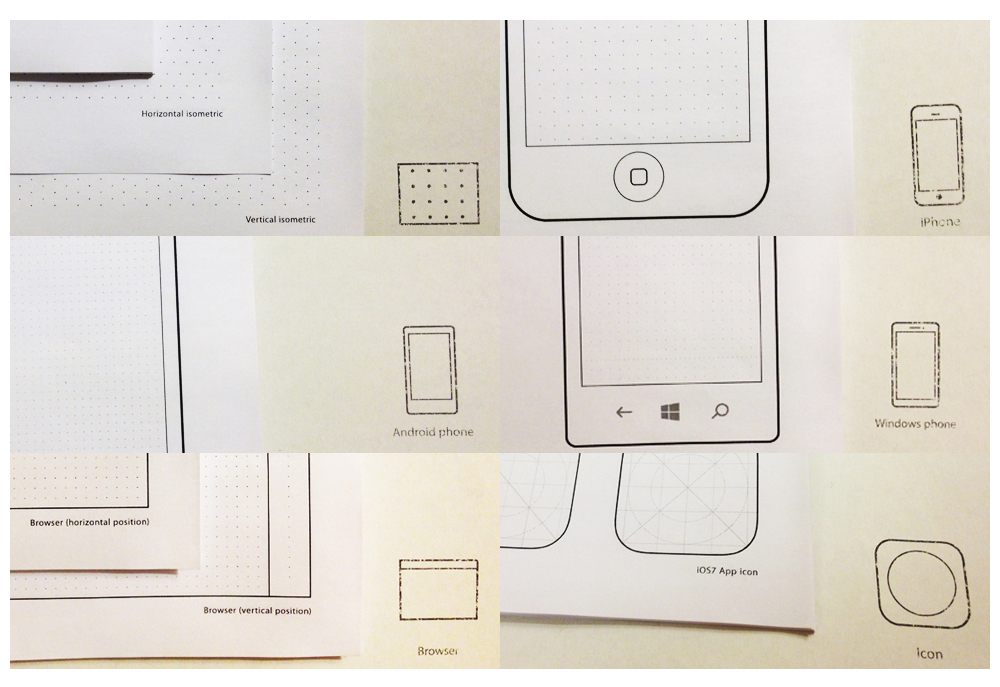 Horizontal isometric
Vertical isometric
iPhone
Android phone
Windows phone
Browser (horizontal position)
Browser (vertical position)
Browser
iOS7 App icon
Icon